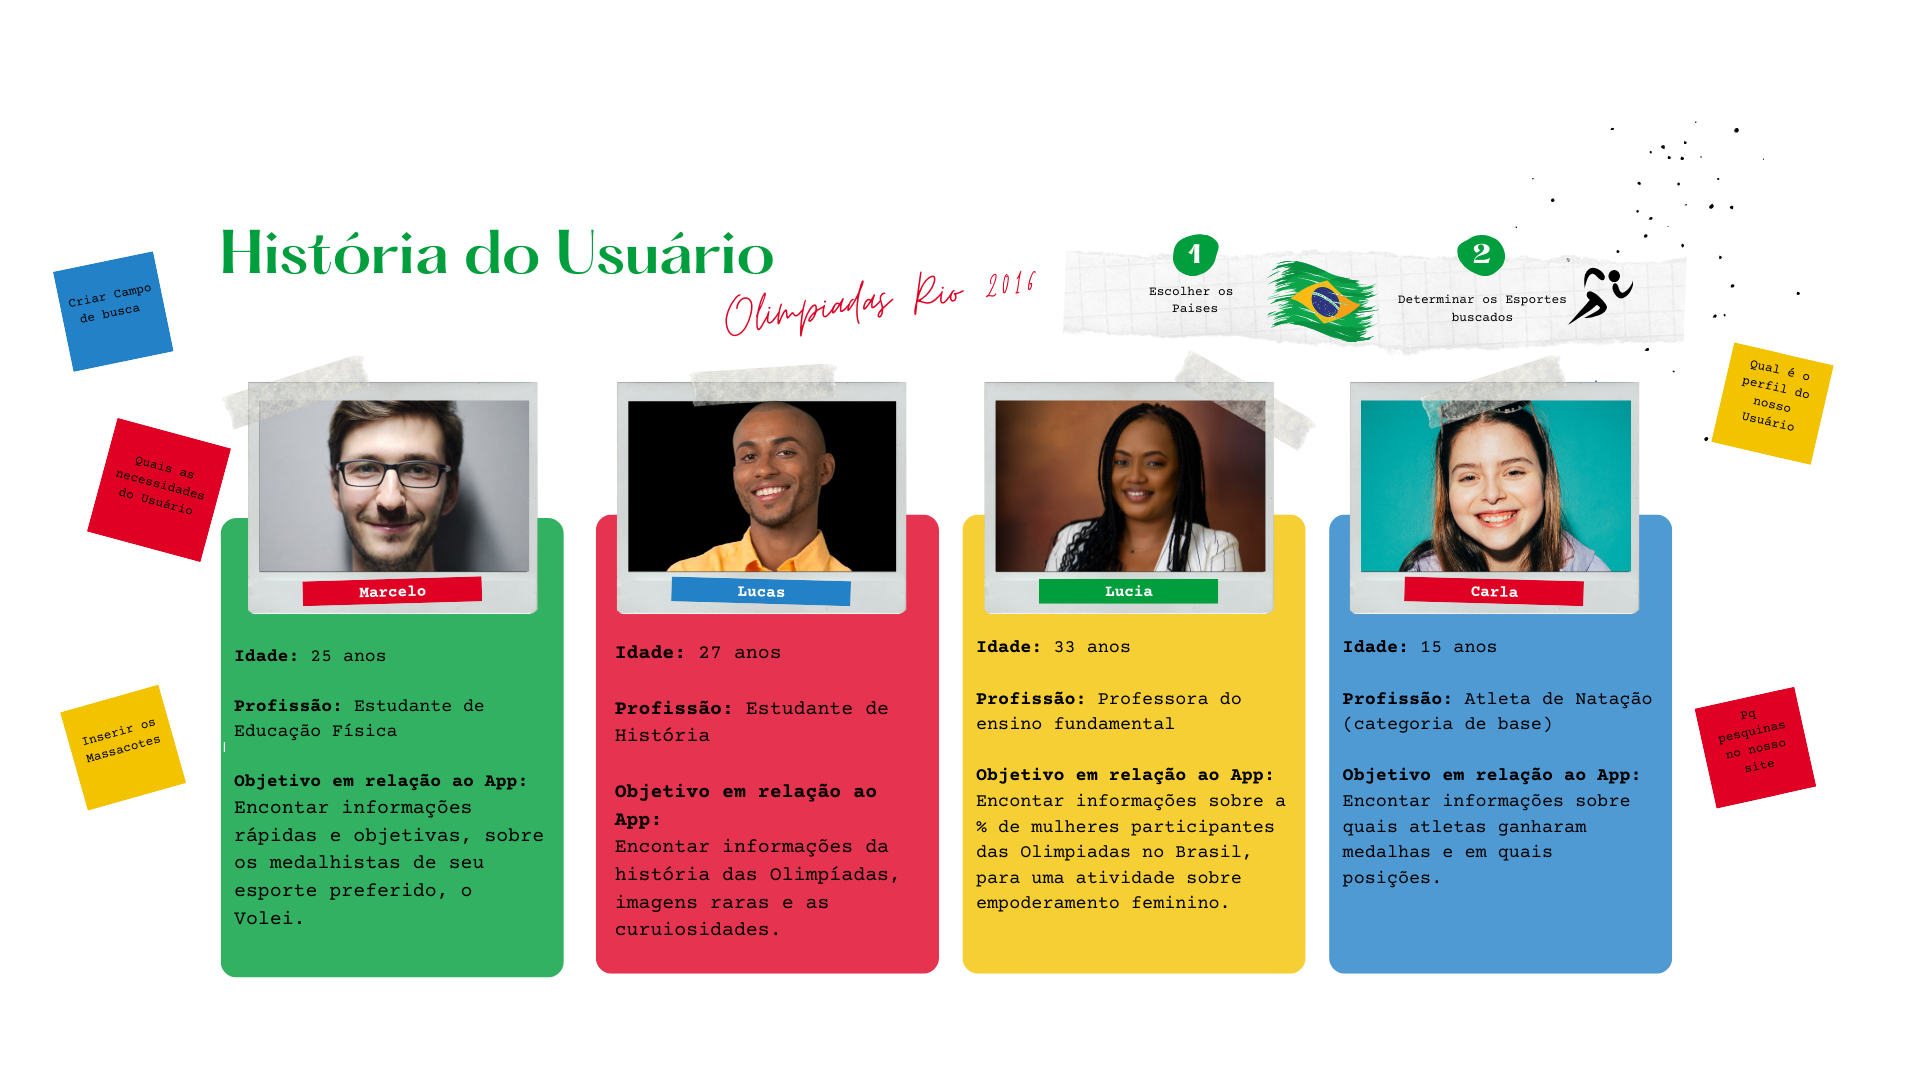 História do Usuário
Olimpiadas Rio 2016
1
Escolher os
Paises
2
Determinar os Esportes
buscados
Criar Campo
de busca
Quais as
necessidades
do Usuário
Inserir os
Massacotes
Qual é o
perfil do
nosso
Usuário
Pq
pesquinas
no nosso
site
Marcelo
Idade: 25 anos
Profissão: Estudante de
Educação Física
Objetivo em relação ao App:
Encontar informações
rápidas e objetivas, sobre
os medalhistas de seu
esporte preferido, o
Volei.
Lucas
Idade: 27 anos
Profissão: Estudante de
História
Objetivo em relação ao
App:
Encontar informações da
história das Olimpíadas,
imagens raras e as
curuiosidades.
Lucia
Idade: 33 anos
Profissão: Professora do
ensino fundamental
Objetivo em relação ao App:
Encontar informações sobre a
% de mulheres participantes
das Olimpiadas no Brasil,
para uma atividade sobre
empoderamento feminino.
Carla
Idade: 15 anos
Profissão: Atleta de Natação
(categoria de base)
Objetivo em relação ao App:
Encontar informações sobre
quais atletas ganharam
medalhas e em quais
posições.